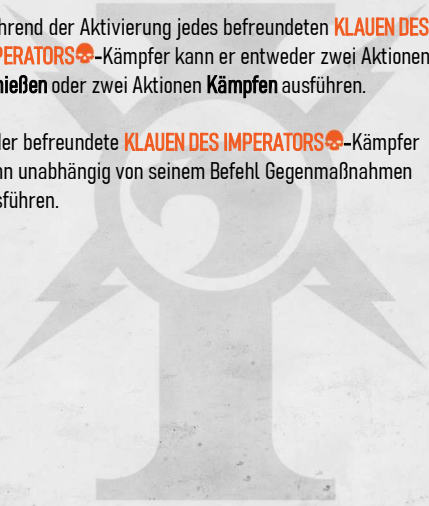 hrend der Aktivierung jedes befreundeten KLAUEN DES
PERATORS-Kämpfer kann er entweder zwei Aktionen
ießen oder zwei Aktionen Kämpfen ausführen.
der befreundete KLAUEN DES IMPERATORS-Kämpfer
nn unabhängig von seinem Befehl Gegenmaßnahmen
sführen.